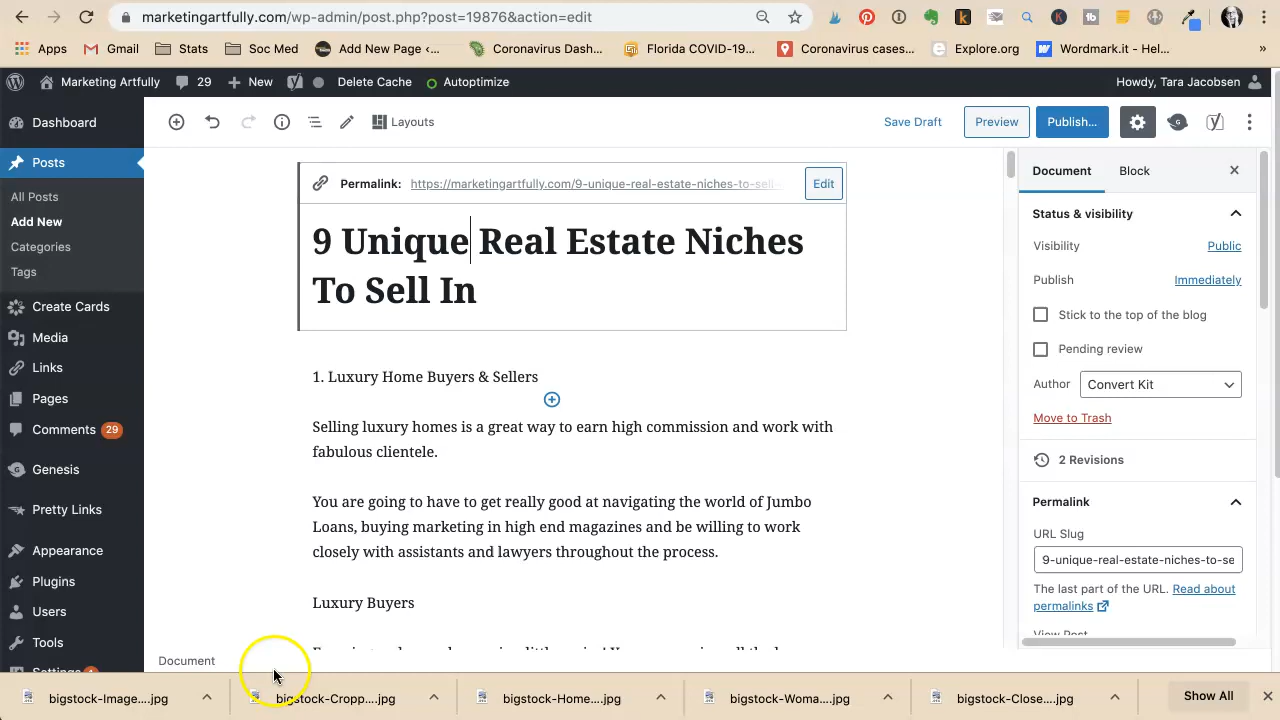 marketingartfully.com/wp-admin/post.php?post=19876&action=edit
Apps Gmail Stats Soc Med Add New Page ‹... Coronavirus Dash... Florida COVID-19... Coronavirus cases... Explore.org Wordmark.it - Hel... »
Marketing Artfully 29 New Delete Cache Autoptimize Howdy, Tara Jacobsen
Dashboard
Posts
All Posts
Add New
Categories
Tags
Create Cards
Media
Links
Pages
Comments 29
Genesis
Pretty Links
Appearance
Plugins
Users
Tools
Settings 1
Layouts Save Draft Preview Publish...
Permalink: https://marketingartfully.com/9-unique-real-estate-niches-to-sell- Edit
9 Unique Real Estate Niches
To Sell In
1. Luxury Home Buyers & Sellers
Selling luxury homes is a great way to earn high commission and work with
fabulous clientele.
You are going to have to get really good at navigating the world of Jumbo
Loans, buying marketing in high end magazines and be willing to work
closely with assistants and lawyers throughout the process.
Luxury Buyers
Document
Document Block
Status & visibility
Visibility Public
Publish Immediately
Stick to the top of the blog
Pending review
Author Convert Kit
Move to Trash
2 Revisions
Permalink
URL Slug
9-unique-real-estate-niches-to-se
The last part of the URL. Read about
permalinks
View Post
bigstock-Image....jpg bigstock-Cropp....jpg bigstock-Home....jpg bigstock-Woma....jpg bigstock-Close....jpg Show All